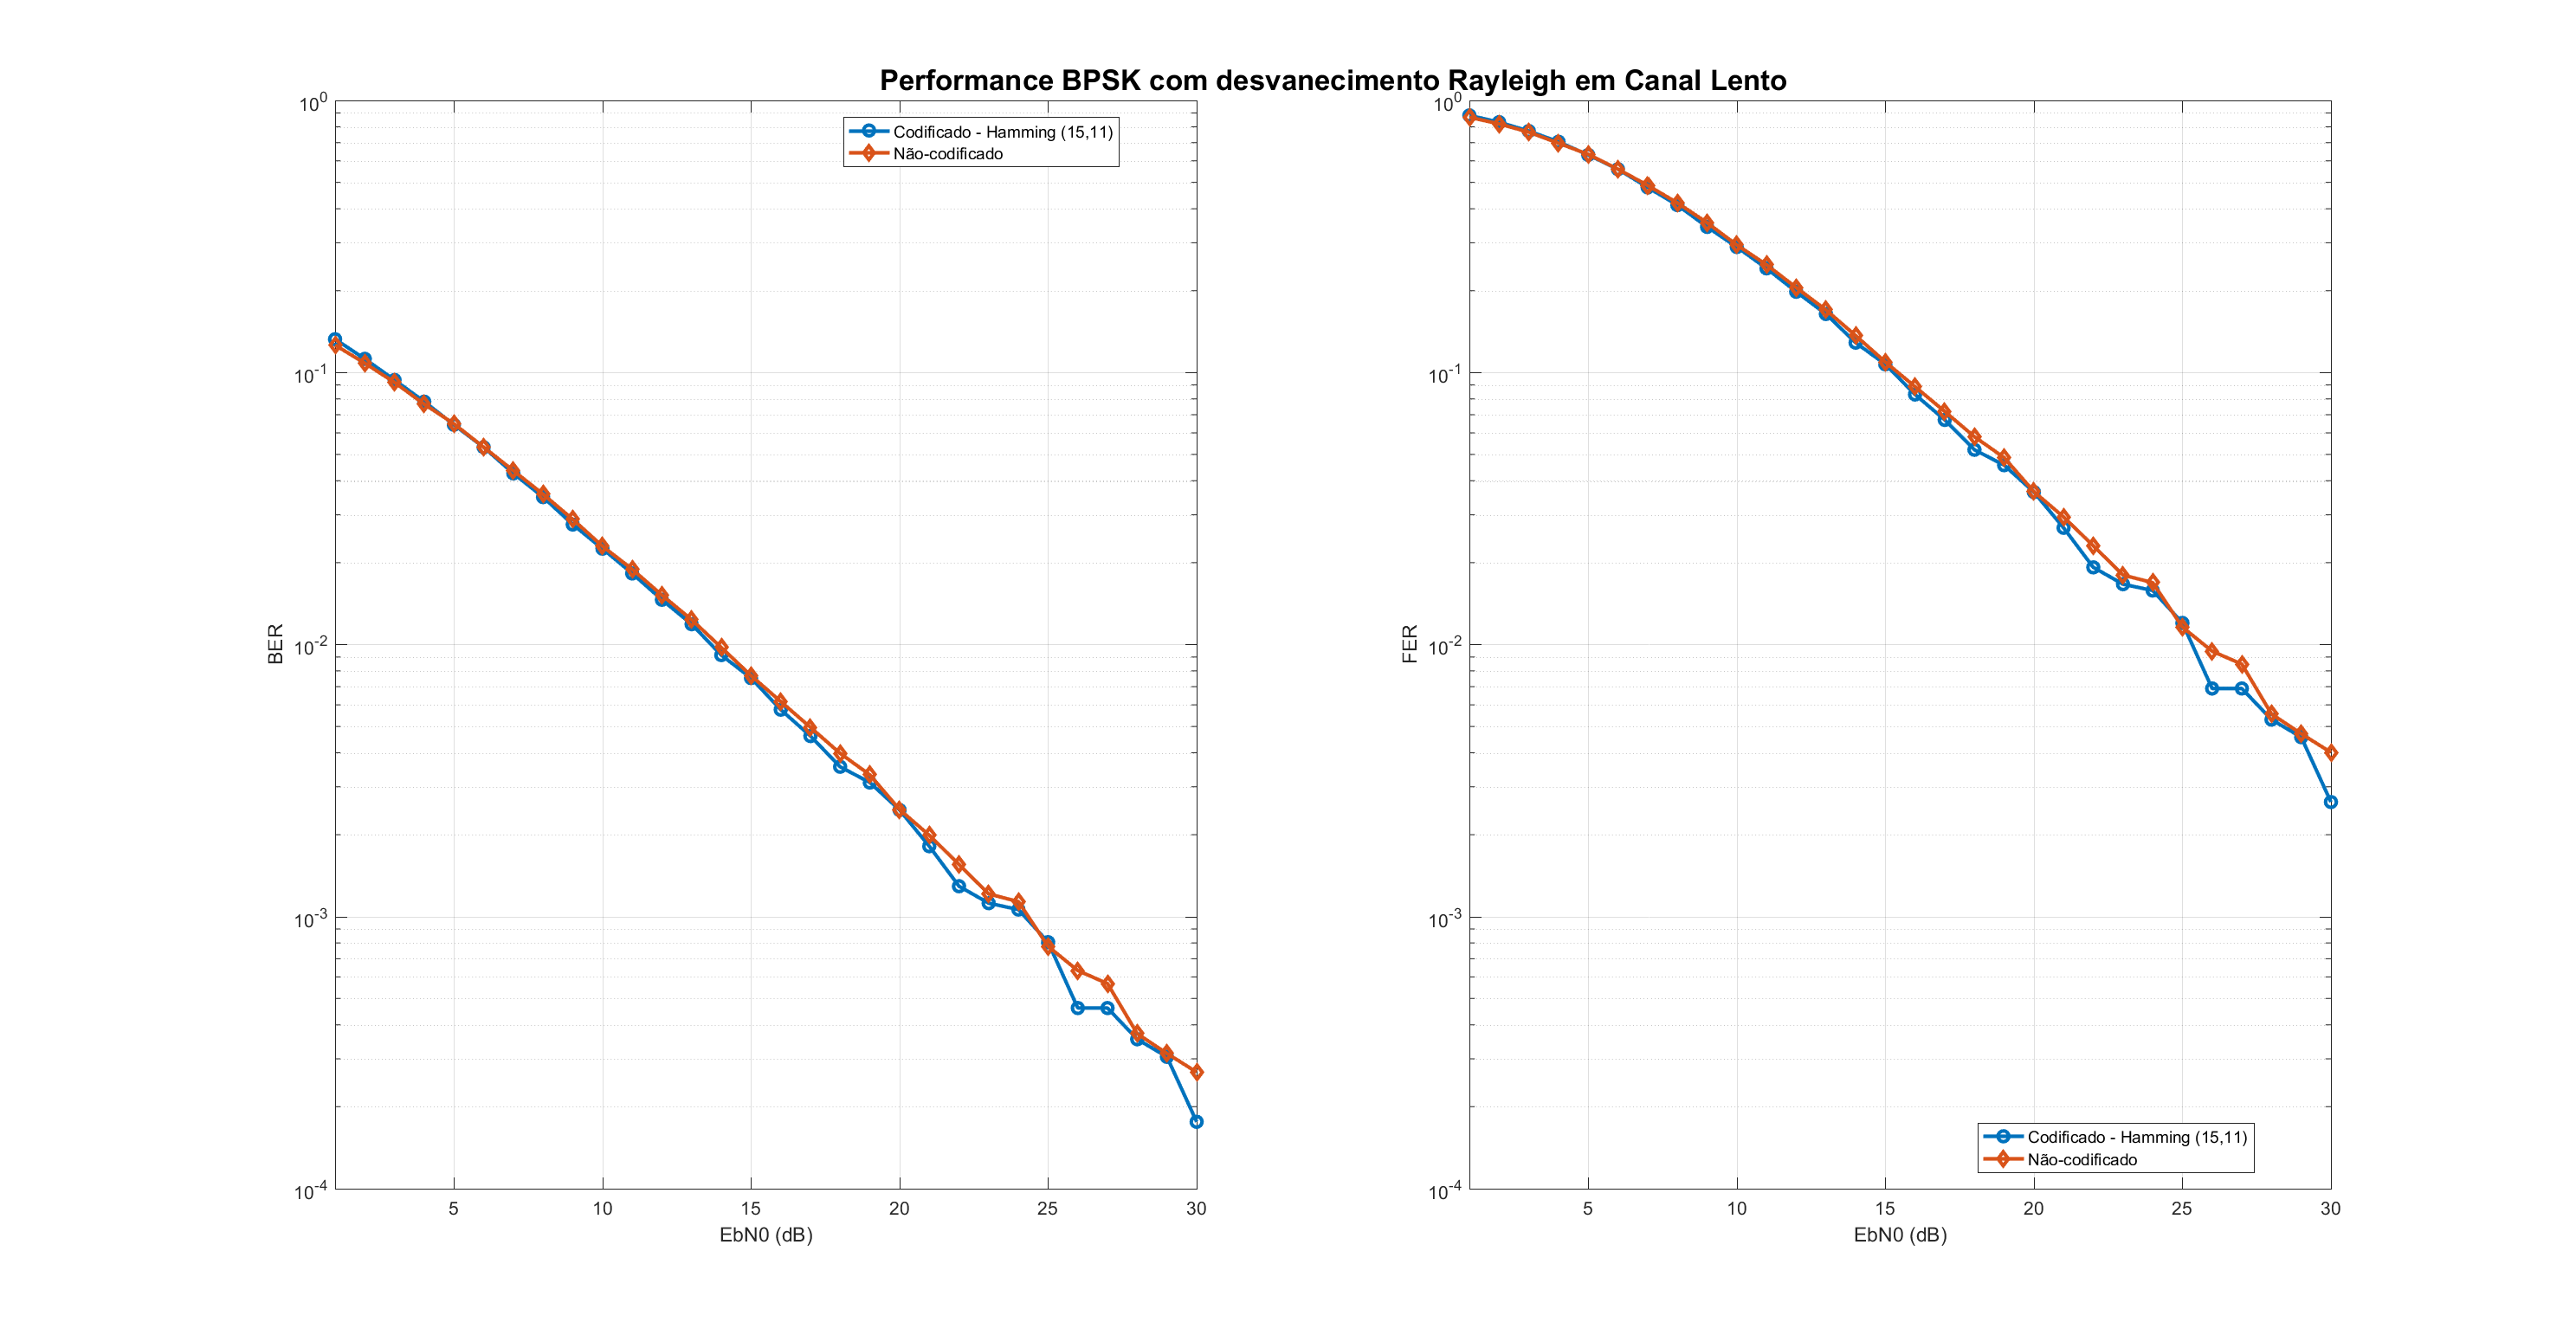 Performance BPSK com desvanecimento Rayleigh em Canal Lento
10^0
10^-1
10^-2
10^-3
10^-4
BER
5 10 15 20 25 30
EbN0 (dB)
Codificado - Hamming (15,11)
Não-codificado
10^0
10^-1
10^-2
10^-3
10^-4
FER
5 10 15 20 25 30
EbN0 (dB)
Codificado - Hamming (15,11)
Não-codificado